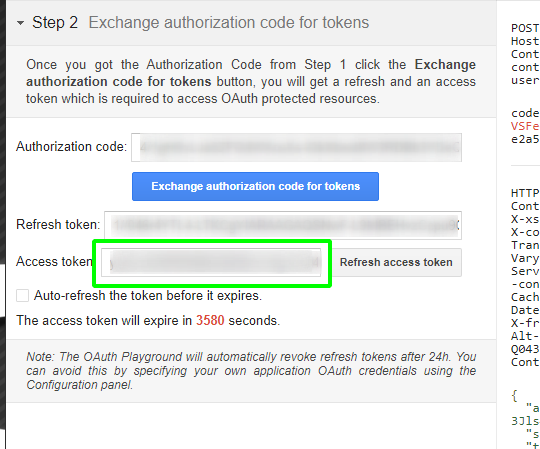 Step 2 Exchange authorization code for tokens
Once you got the Authorization Code from Step 1 click the Exchange
authorization code for tokens button, you will get a refresh and an access
token which is required to access OAuth protected resources.
Authorization code:
Exchange authorization code for tokens
Refresh token:
Access token: Refresh access token
Auto-refresh the token before it expires.
The access token will expire in 3580 seconds.
Note: The OAuth Playground will automatically revoke refresh tokens after 24h. You
can avoid this by specifying your own application OAuth credentials using the
Configuration panel.
POST
Host
Cont
cont
user
code
VSFe
e2a5
HTTP
Cont
X-xs
X-co
Tran
Vary
Serv
-con
Cach
Date
X-fr
Alt-
Q043
Cont
{
"a
3Jls
"s
"t